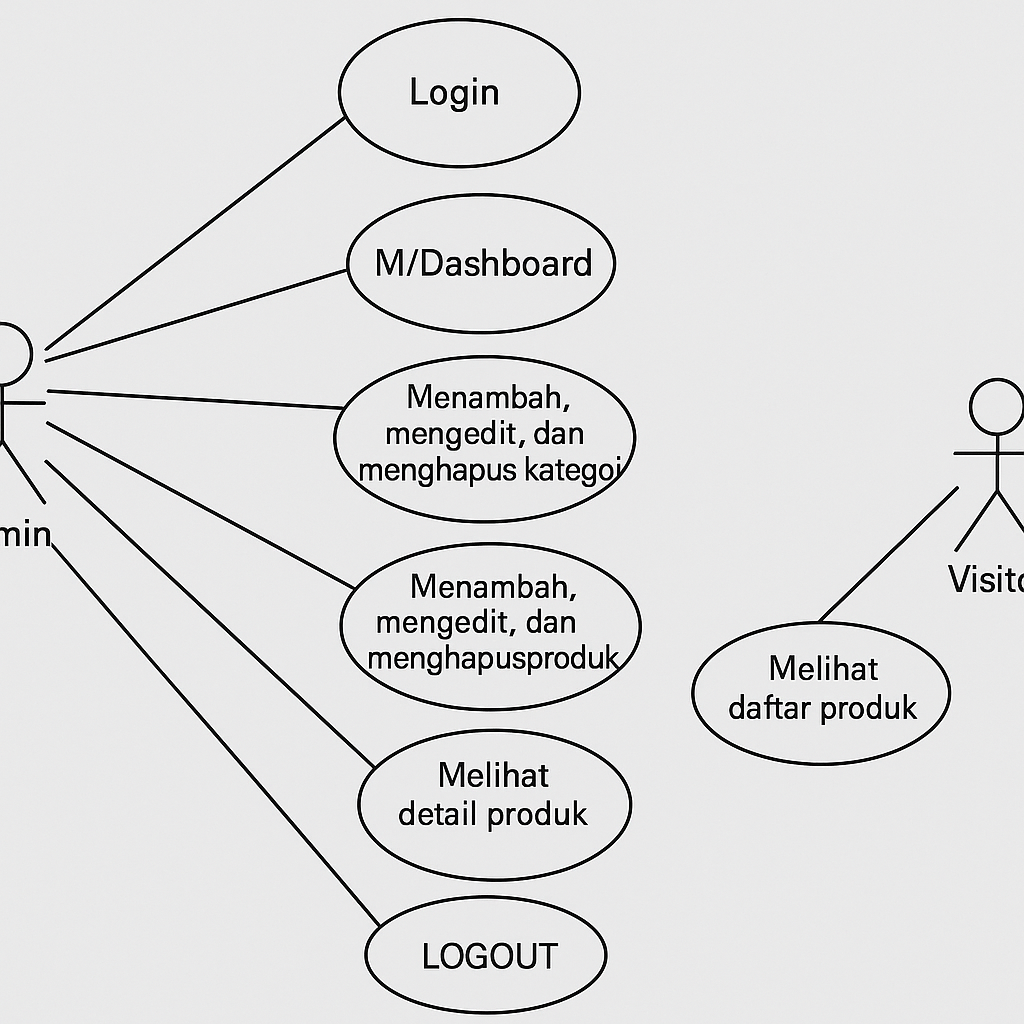 Login
M/Dashboard
Menambah,
mengedit, dan
menghapus kategoi
min
Menambah,
mengedit, dan
menghapusproduk
Visito
Melihat
daftar produk
Melihat
detail produk
LOGOUT